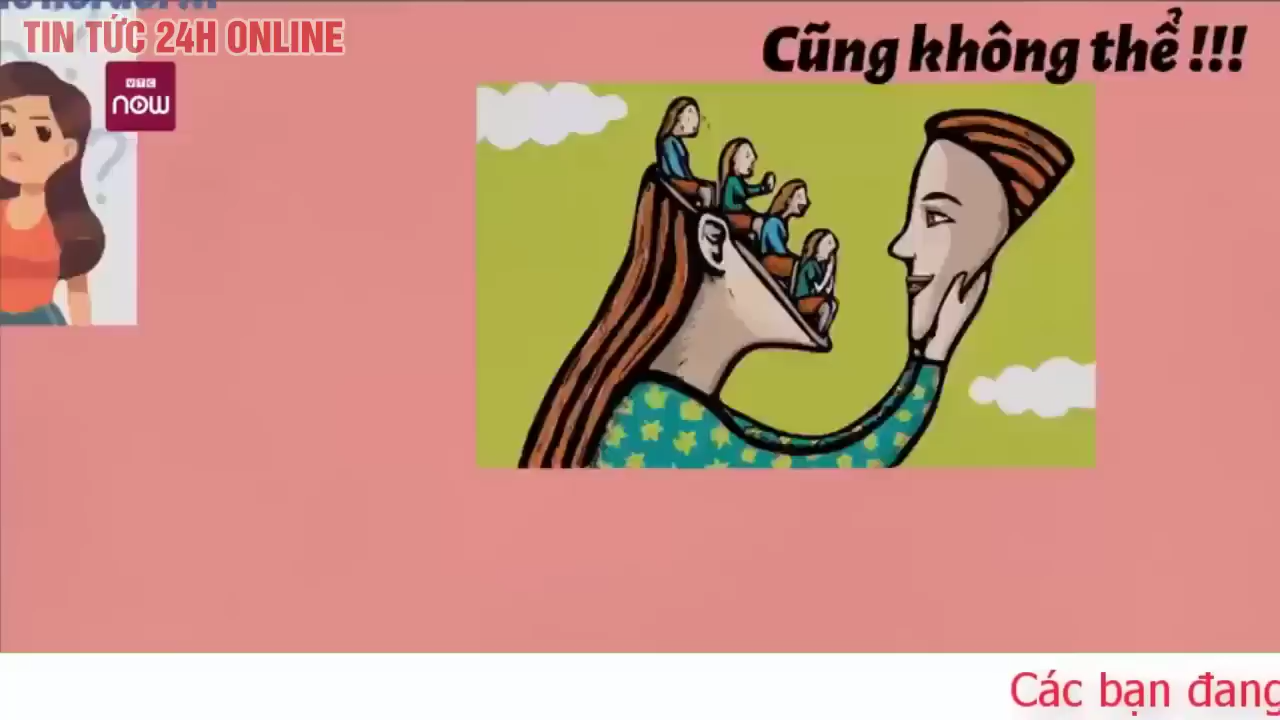 TIN TỨC 24H ONLINE
Cũng không thể !!!
VTC
now
Các bạn đang